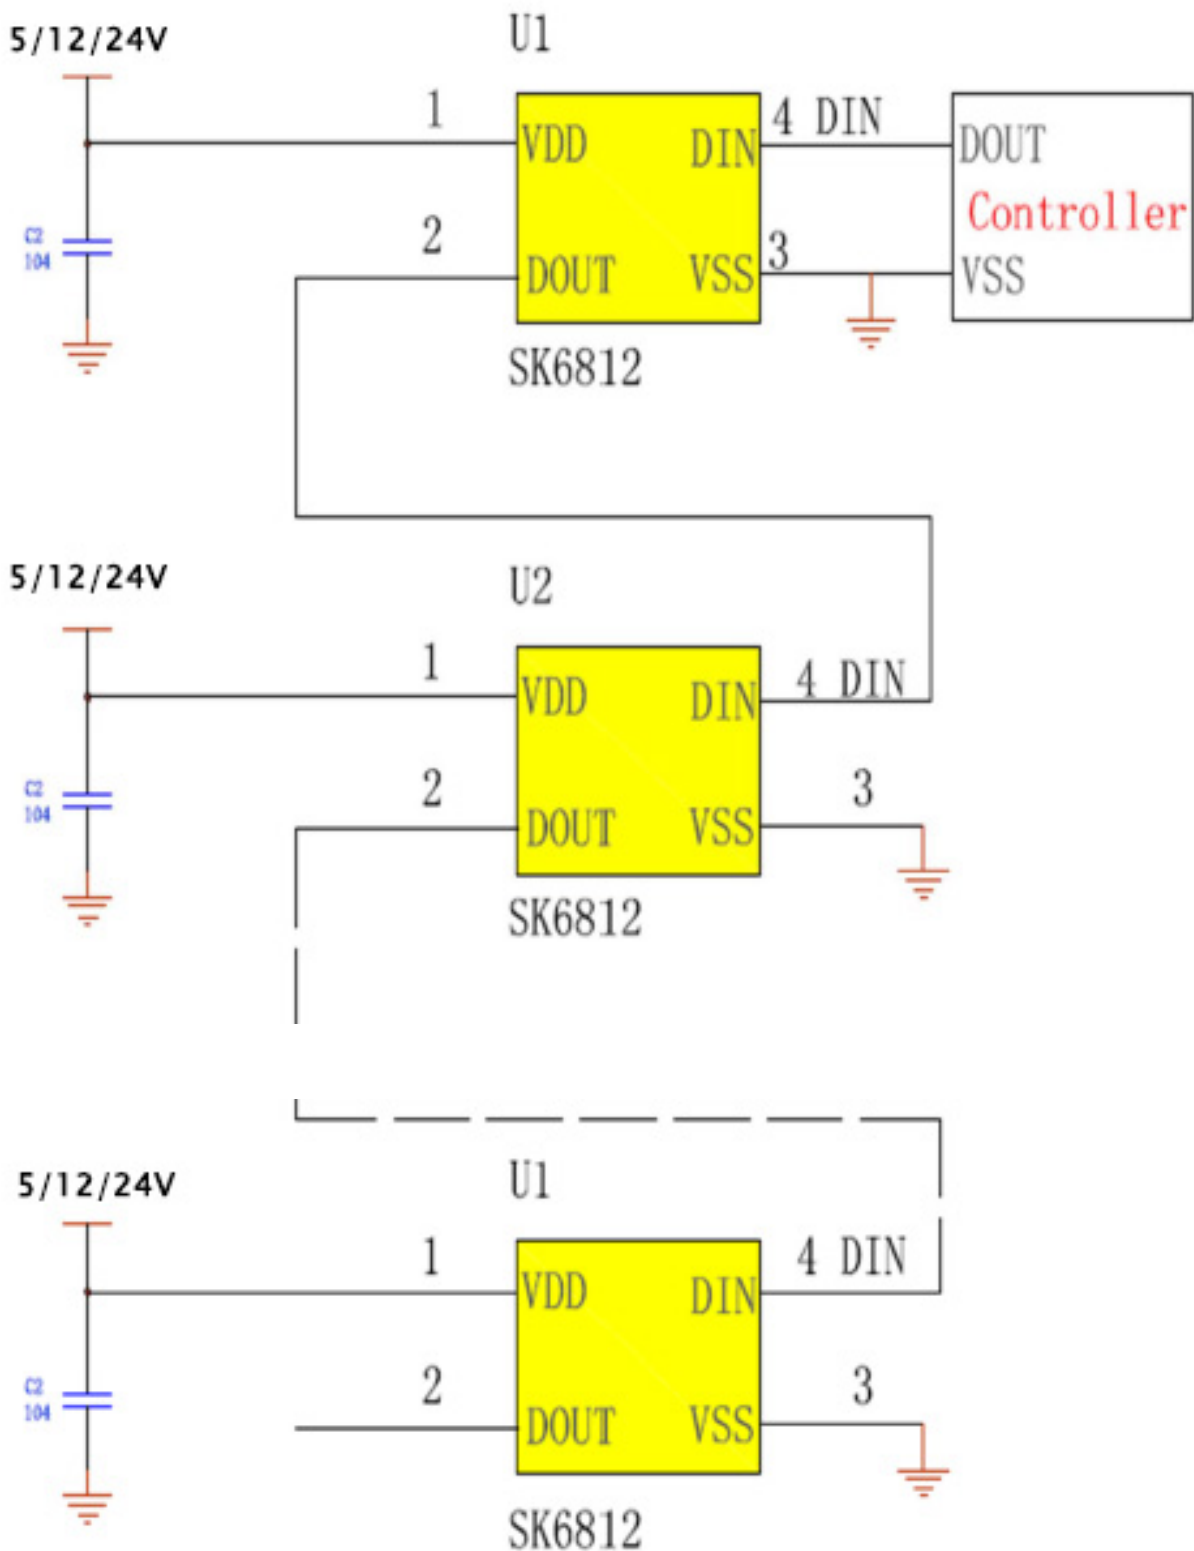 5/12/24V
U1
1
VDD
DIN
4 DIN
DOUT
Controller
C2
104
2
DOUT
VSS
3
VSS
SK6812
5/12/24V
U2
1
VDD
DIN
4 DIN
C2
104
2
DOUT
VSS
3
SK6812
5/12/24V
U1
1
VDD
DIN
4 DIN
C2
104
2
DOUT
VSS
3
SK6812